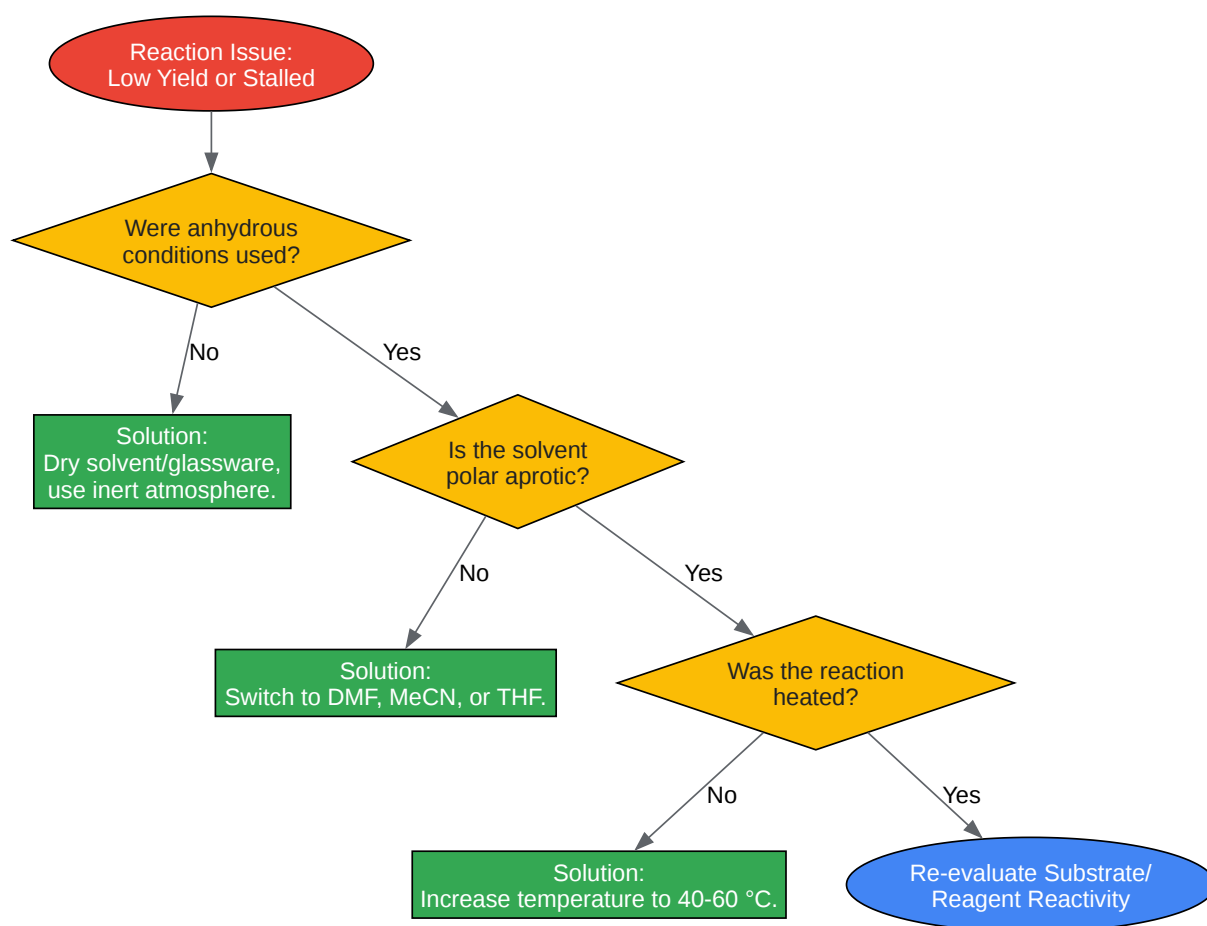 Reaction Issue:
Low Yield or Stalled
Were anhydrous
conditions used?
No
Yes
Solution:
Dry solvent/glassware,
use inert atmosphere.
Is the solvent
polar aprotic?
No
Yes
Solution:
Switch to DMF, MeCN, or THF.
Was the reaction
heated?
No
Yes
Solution:
Increase temperature to 40-60 °C.
Re-evaluate Substrate/
Reagent Reactivity